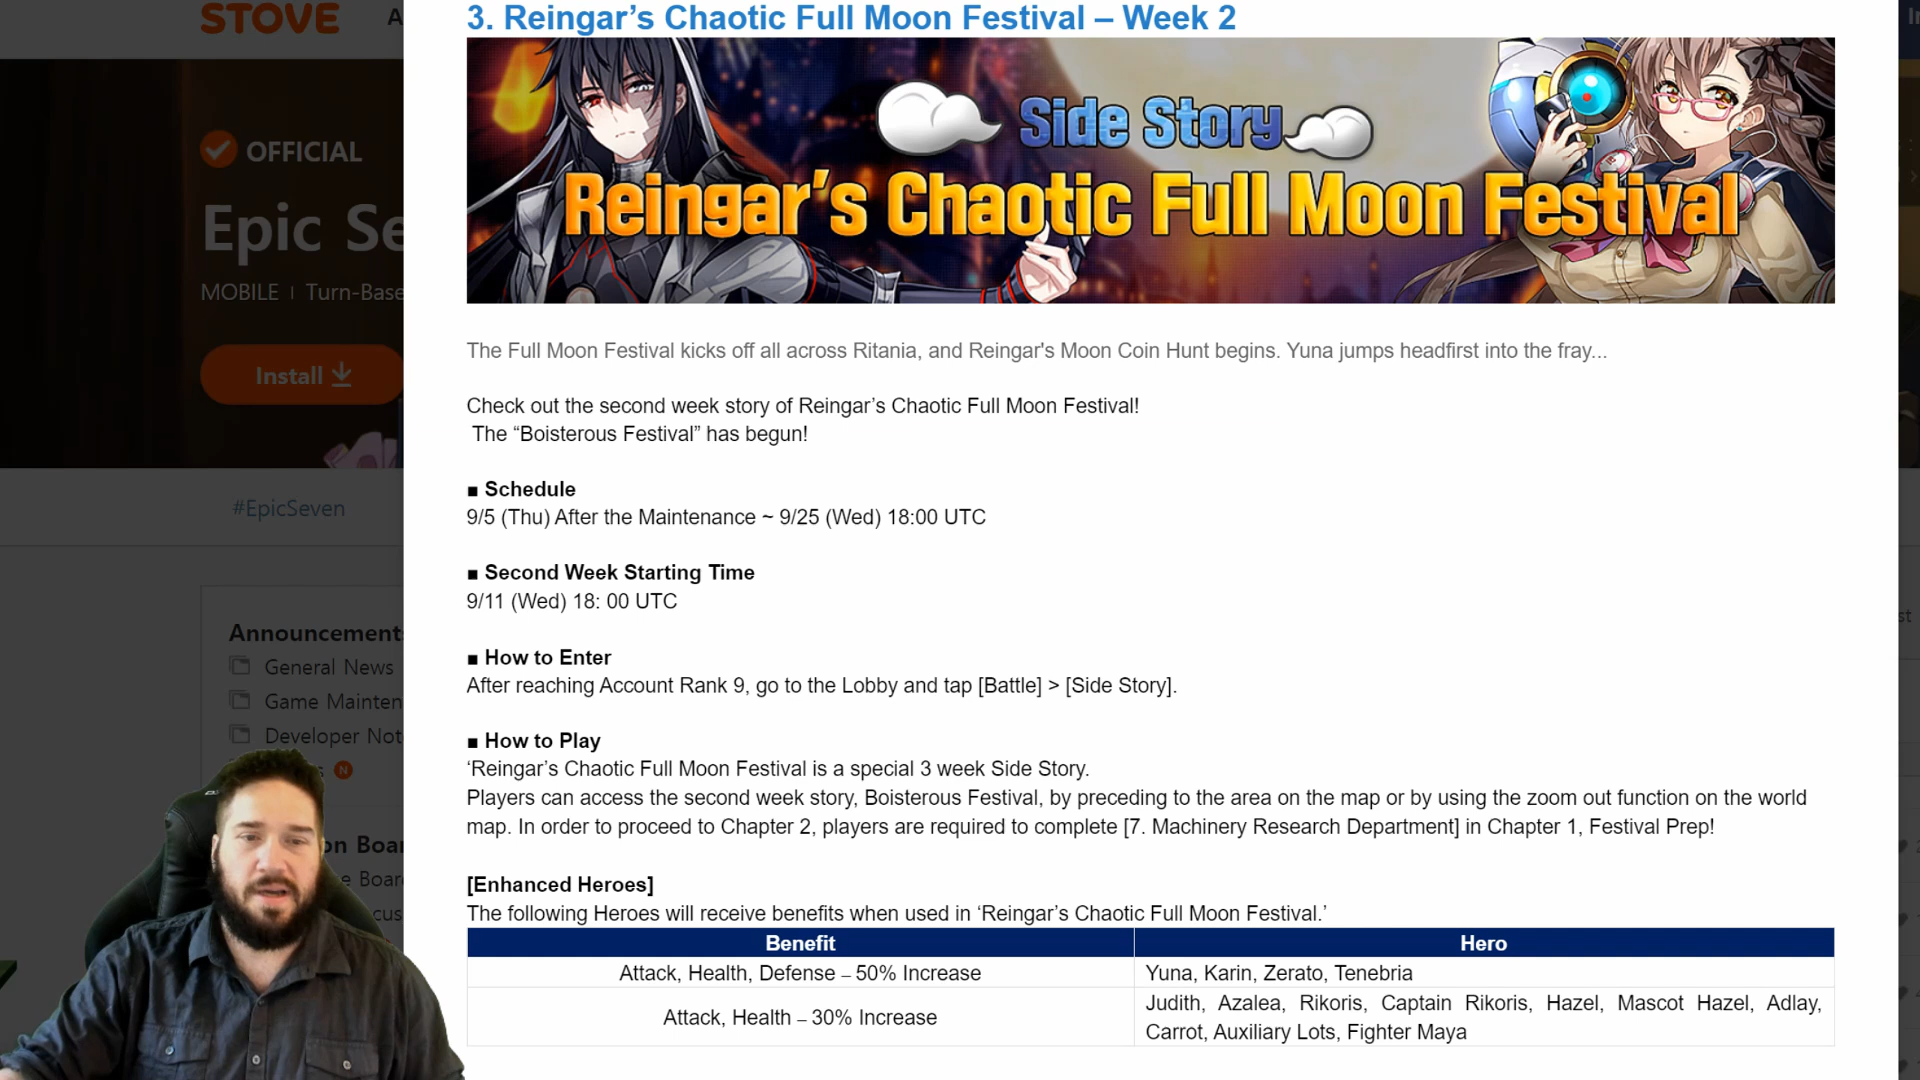 STOVE
A
OFFICIAL
Epic Se
MOBILE | Turn-Base
Install
#EpicSeven
Announcement
General News
Game Mainten
Developer Not
N
on Boar
e Board
cus
3. Reingar’s Chaotic Full Moon Festival – Week 2
Side Story
Reingar’s Chaotic Full Moon Festival
The Full Moon Festival kicks off all across Ritania, and Reingar's Moon Coin Hunt begins. Yuna jumps headfirst into the fray...
Check out the second week story of Reingar’s Chaotic Full Moon Festival!
The “Boisterous Festival” has begun!
■ Schedule
9/5 (Thu) After the Maintenance ~ 9/25 (Wed) 18:00 UTC
■ Second Week Starting Time
9/11 (Wed) 18: 00 UTC
■ How to Enter
After reaching Account Rank 9, go to the Lobby and tap [Battle] > [Side Story].
■ How to Play
‘Reingar’s Chaotic Full Moon Festival is a special 3 week Side Story.
Players can access the second week story, Boisterous Festival, by preceding to the area on the map or by using the zoom out function on the world
map. In order to proceed to Chapter 2, players are required to complete [7. Machinery Research Department] in Chapter 1, Festival Prep!
[Enhanced Heroes]
The following Heroes will receive benefits when used in ‘Reingar’s Chaotic Full Moon Festival.’
Benefit Hero
Attack, Health, Defense – 50% Increase Yuna, Karin, Zerato, Tenebria
Attack, Health – 30% Increase Judith, Azalea, Rikoris, Captain Rikoris, Hazel, Mascot Hazel, Adlay,
Carrot, Auxiliary Lots, Fighter Maya